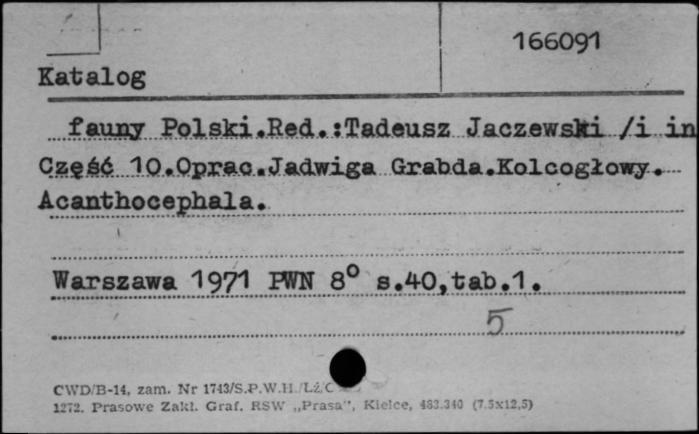 166091
Katalog
fauny Polski.Red.:Tadeusz Jaczewski /i in
Część 10.Oprac.Jadwiga Grabda.Kolcogłowy.
Acanthocephala.
Warszawa 1971 PWN 8° s.40,tab.1.
5
CWD/B-14, zam. Nr 1743/S.P.W.H./Łź/C
1272. Prasowe Zakł. Graf. RSW „Prasa", Kielce, 483.340 (7.5x12,5)